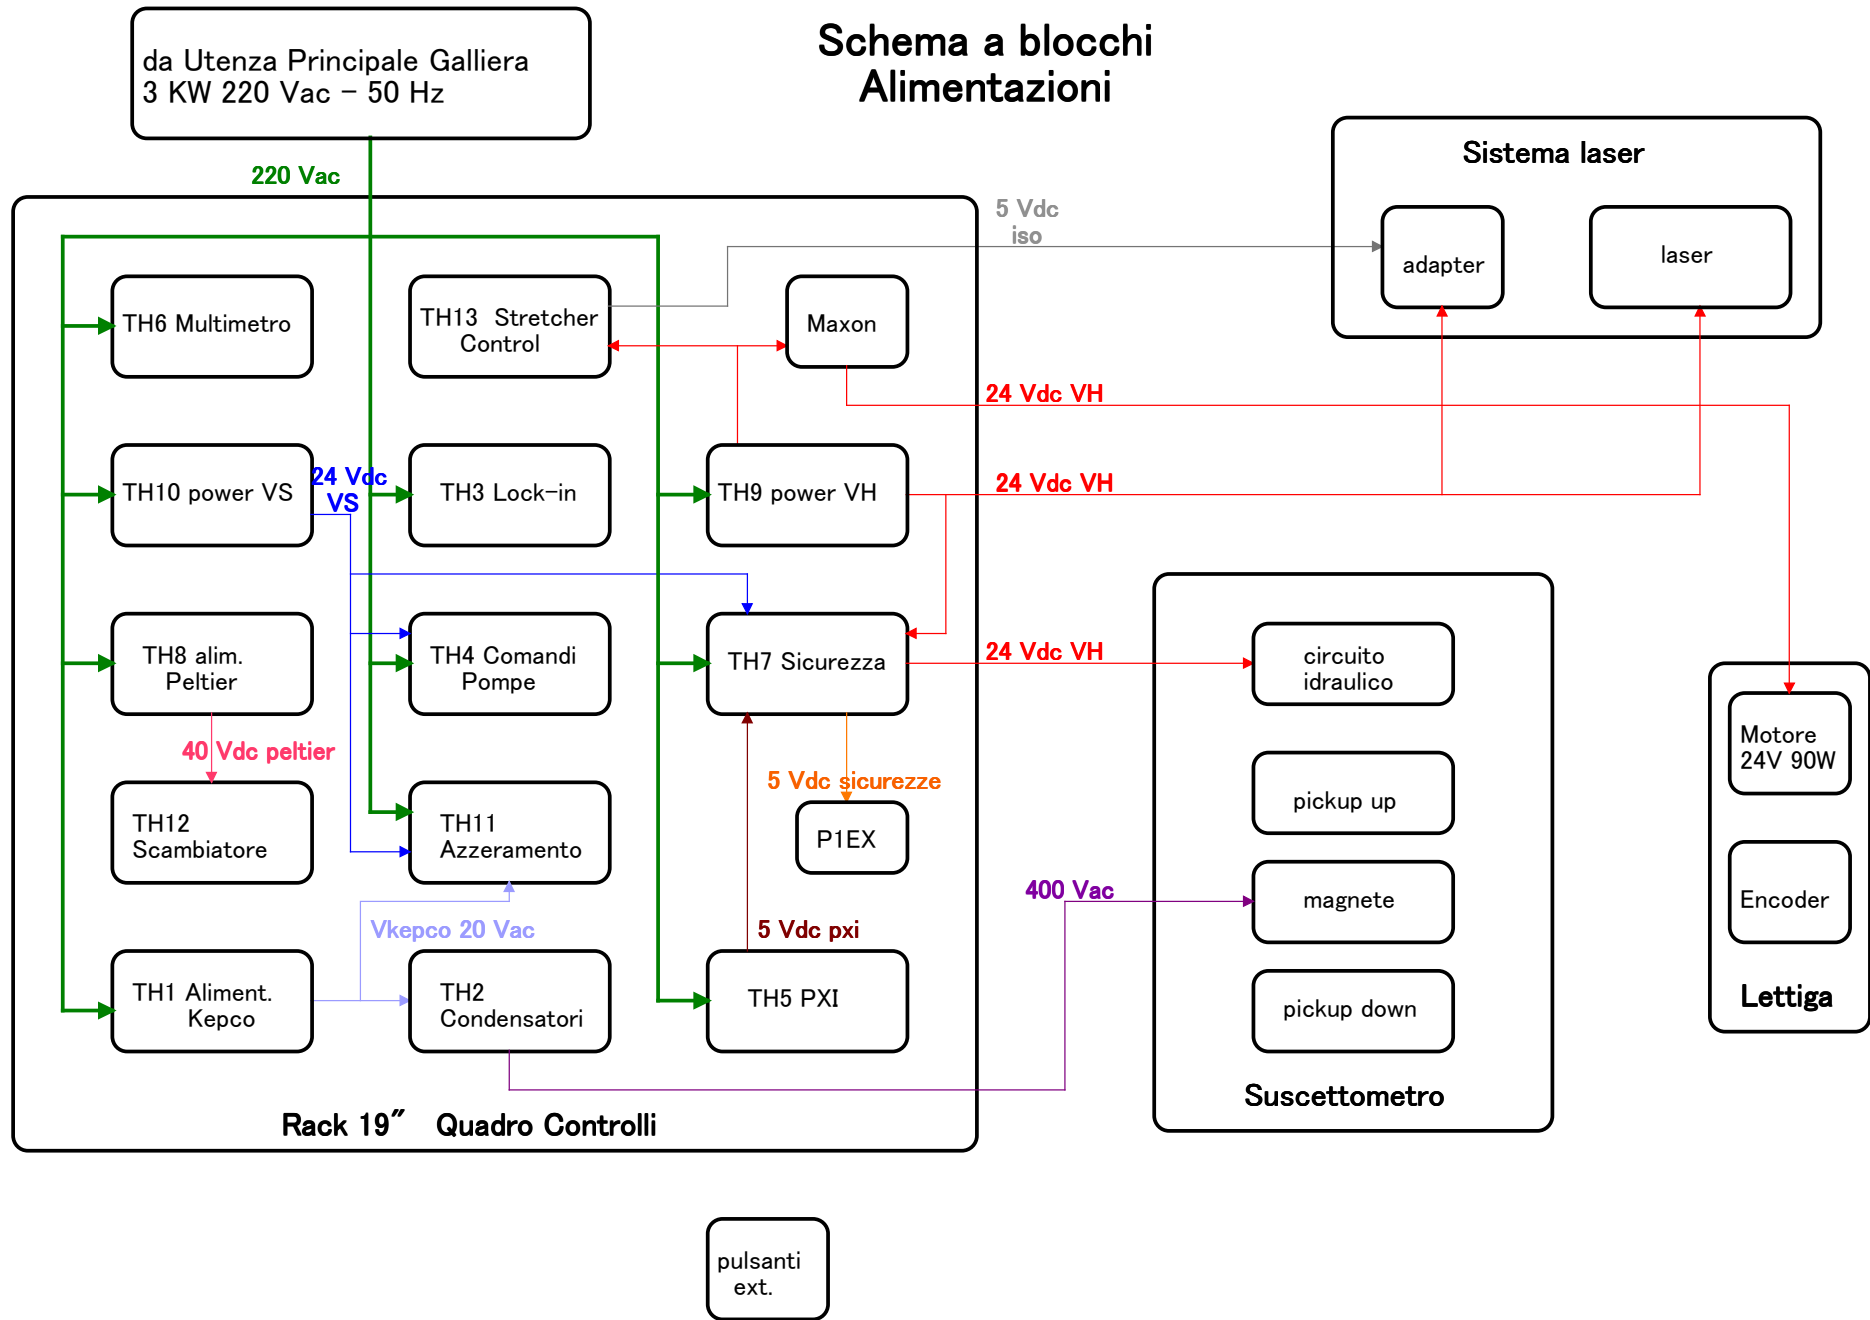 Schema a blocchi
Alimentazioni
da Utenza Principale Galliera
3 KW 220 Vac - 50 Hz
220 Vac
Sistema laser
adapter
laser
5 Vdc
iso
TH6 Multimetro
TH13 Stretcher
Control
Maxon
24 Vdc VH
TH10 power VS
24 Vdc
VS
TH3 Lock-in
TH9 power VH
24 Vdc VH
TH8 alim.
Peltier
TH4 Comandi
Pompe
TH7 Sicurezza
24 Vdc VH
circuito
idraulico
40 Vdc peltier
5 Vdc sicurezze
pickup up
Motore
24V 90W
TH12
Scambiatore
TH11
Azzeramento
P1EX
400 Vac
magnete
Encoder
Vkepco 20 Vac
5 Vdc pxi
TH1 Aliment.
Kepco
TH2
Condensatori
TH5 PXI
pickup down
Lettiga
Suscettometro
Rack 19" Quadro Controlli
pulsanti
ext.